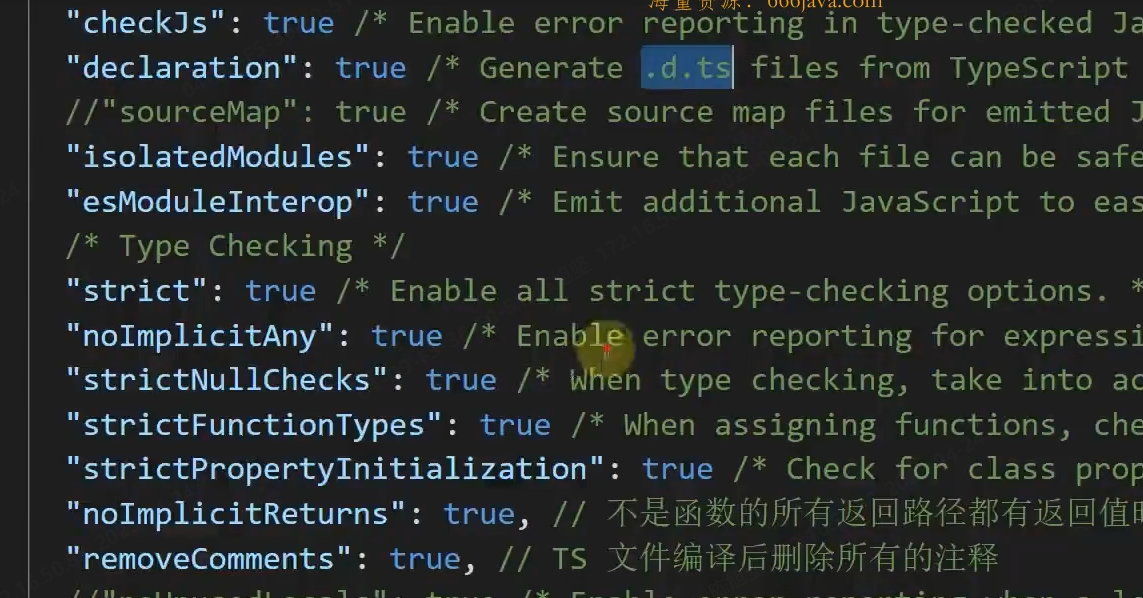 海量资源：666java.com
"checkJs": true /* Enable error reporting in type-checked Ja
"declaration": true /* Generate .d.ts files from TypeScript
//"sourceMap": true /* Create source map files for emitted J
"isolatedModules": true /* Ensure that each file can be safe
"esModuleInterop": true /* Emit additional JavaScript to eas
/* Type Checking */
"strict": true /* Enable all strict type-checking options. *
"noImplicitAny": true /* Enable error reporting for expressi
"strictNullChecks": true /* When type checking, take into ac
"strictFunctionTypes": true /* When assigning functions, che
"strictPropertyInitialization": true /* Check for class prop
"noImplicitReturns": true, // 不是函数的所有返回路径都有返回值时
"removeComments": true, // TS 文件编译后删除所有的注释